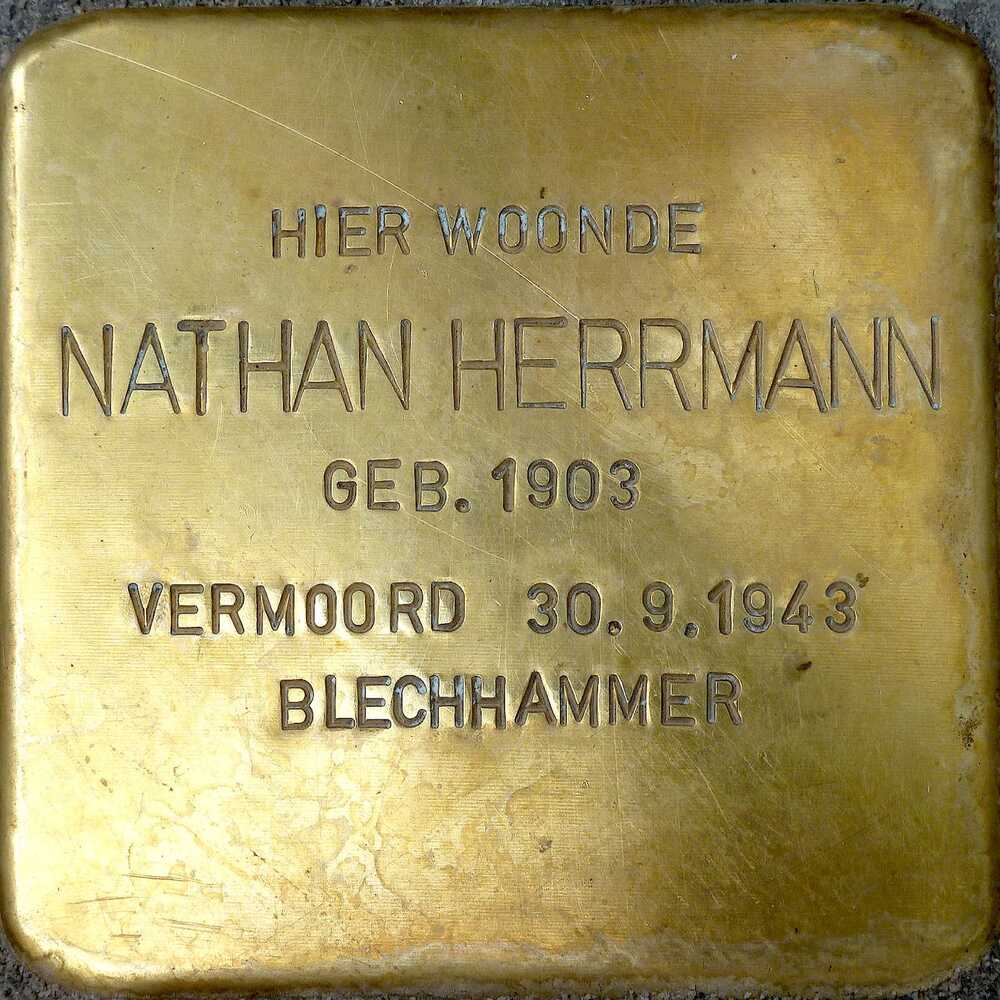 HIER WOONDE
NATHAN HERRMANN
GEB. 1903
VERMOORD 30.9.1943
BLECHHAMMER